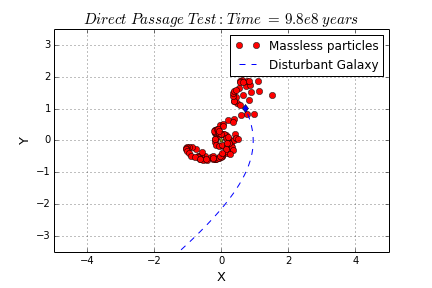 Direct Passage Test: Time = 9.8e8 years
Massless particles
Disturbant Galaxy
3
2
1
0
−1
−2
−3
Y
−4
−2
0
2
4
X